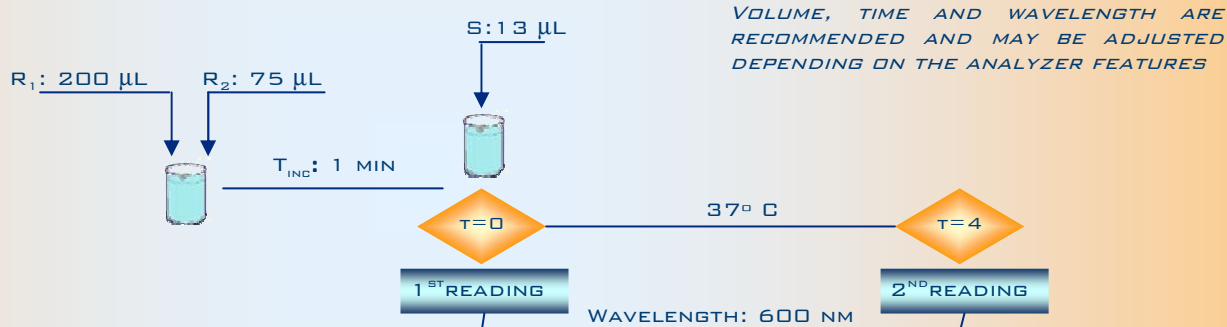 VOLUME, TIME AND WAVELENGTH ARE
RECOMMENDED AND MAY BE ADJUSTED
DEPENDING ON THE ANALYZER FEATURES
S:13 µL
R₁: 200 µL
R₂: 75 µL
TINC: 1 MIN
37º C
T=0
T=4
1ST READING
2ND READING
WAVELENGTH: 600 NM